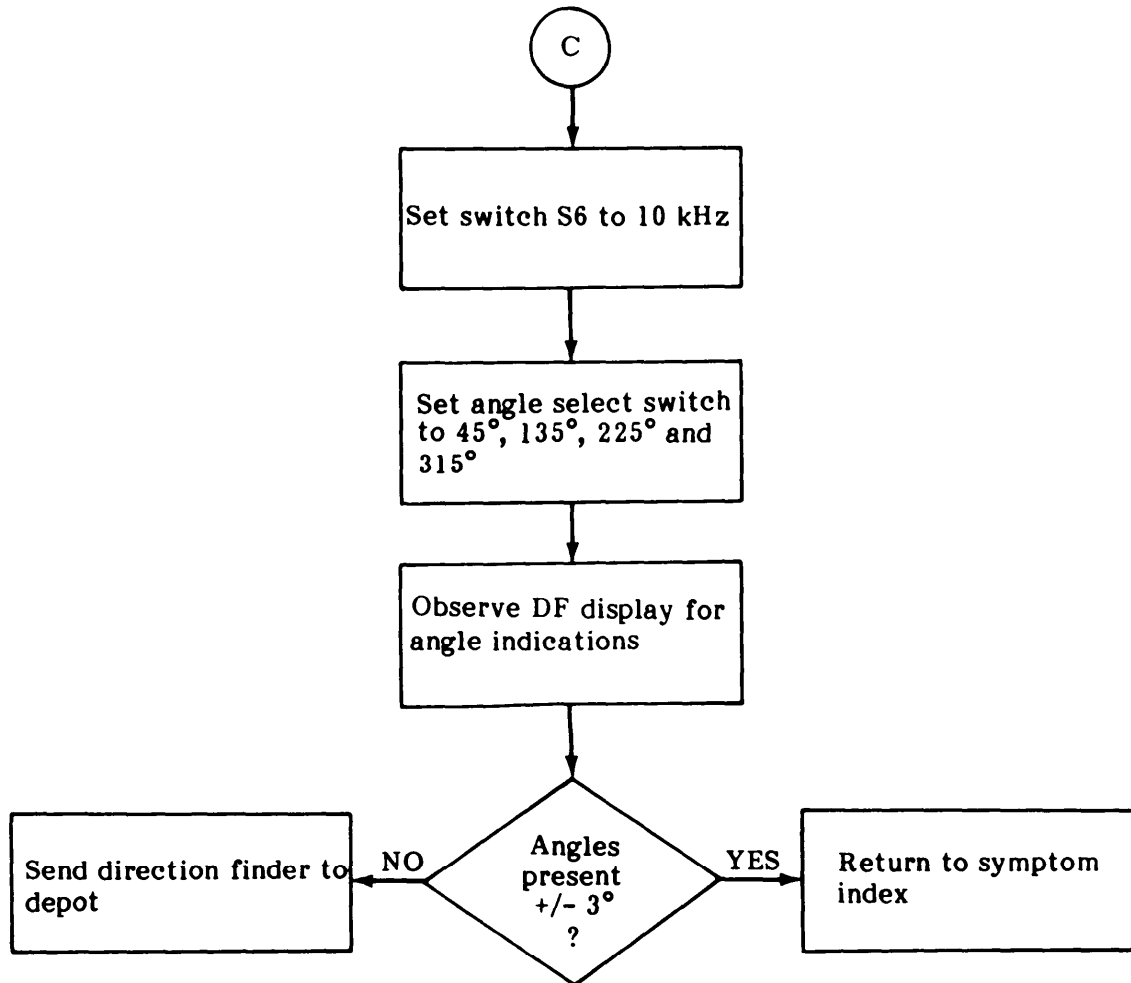 C
Set switch S6 to 10 kHz
Set angle select switch
to 45°, 135°, 225° and
315°
Observe DF display for
angle indications
Angles
present
+/- 3°
?
NO
Send direction finder to
depot
YES
Return to symptom
index